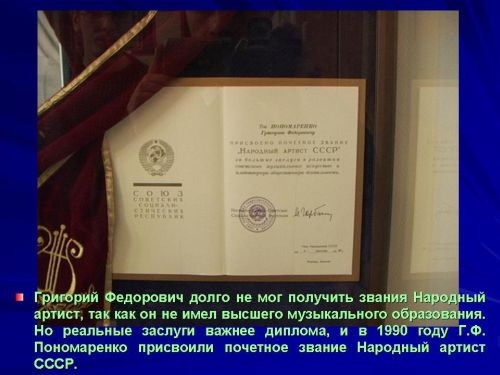 СОЮЗ
СОВЕТСКИХ
СОЦИАЛИ-
СТИЧЕСКИХ
РЕСПУБЛИК
Тов. ПОНОМАРЕНКО
Григорию Федоровичу
ПРИСВОЕНО ПОЧЕТНОЕ ЗВАНИЕ
„НАРОДНЫЙ АРТИСТ СССР"
за большие заслуги в развитии
советского музыкального искусства и
плодотворную общественную деятельность.
Григорий Федорович долго не мог получить звания Народный
артист, так как он не имел высшего музыкального образования.
Но реальные заслуги важнее диплома, и в 1990 году Г.Ф.
Пономаренко присвоили почетное звание Народный артист
СССР.